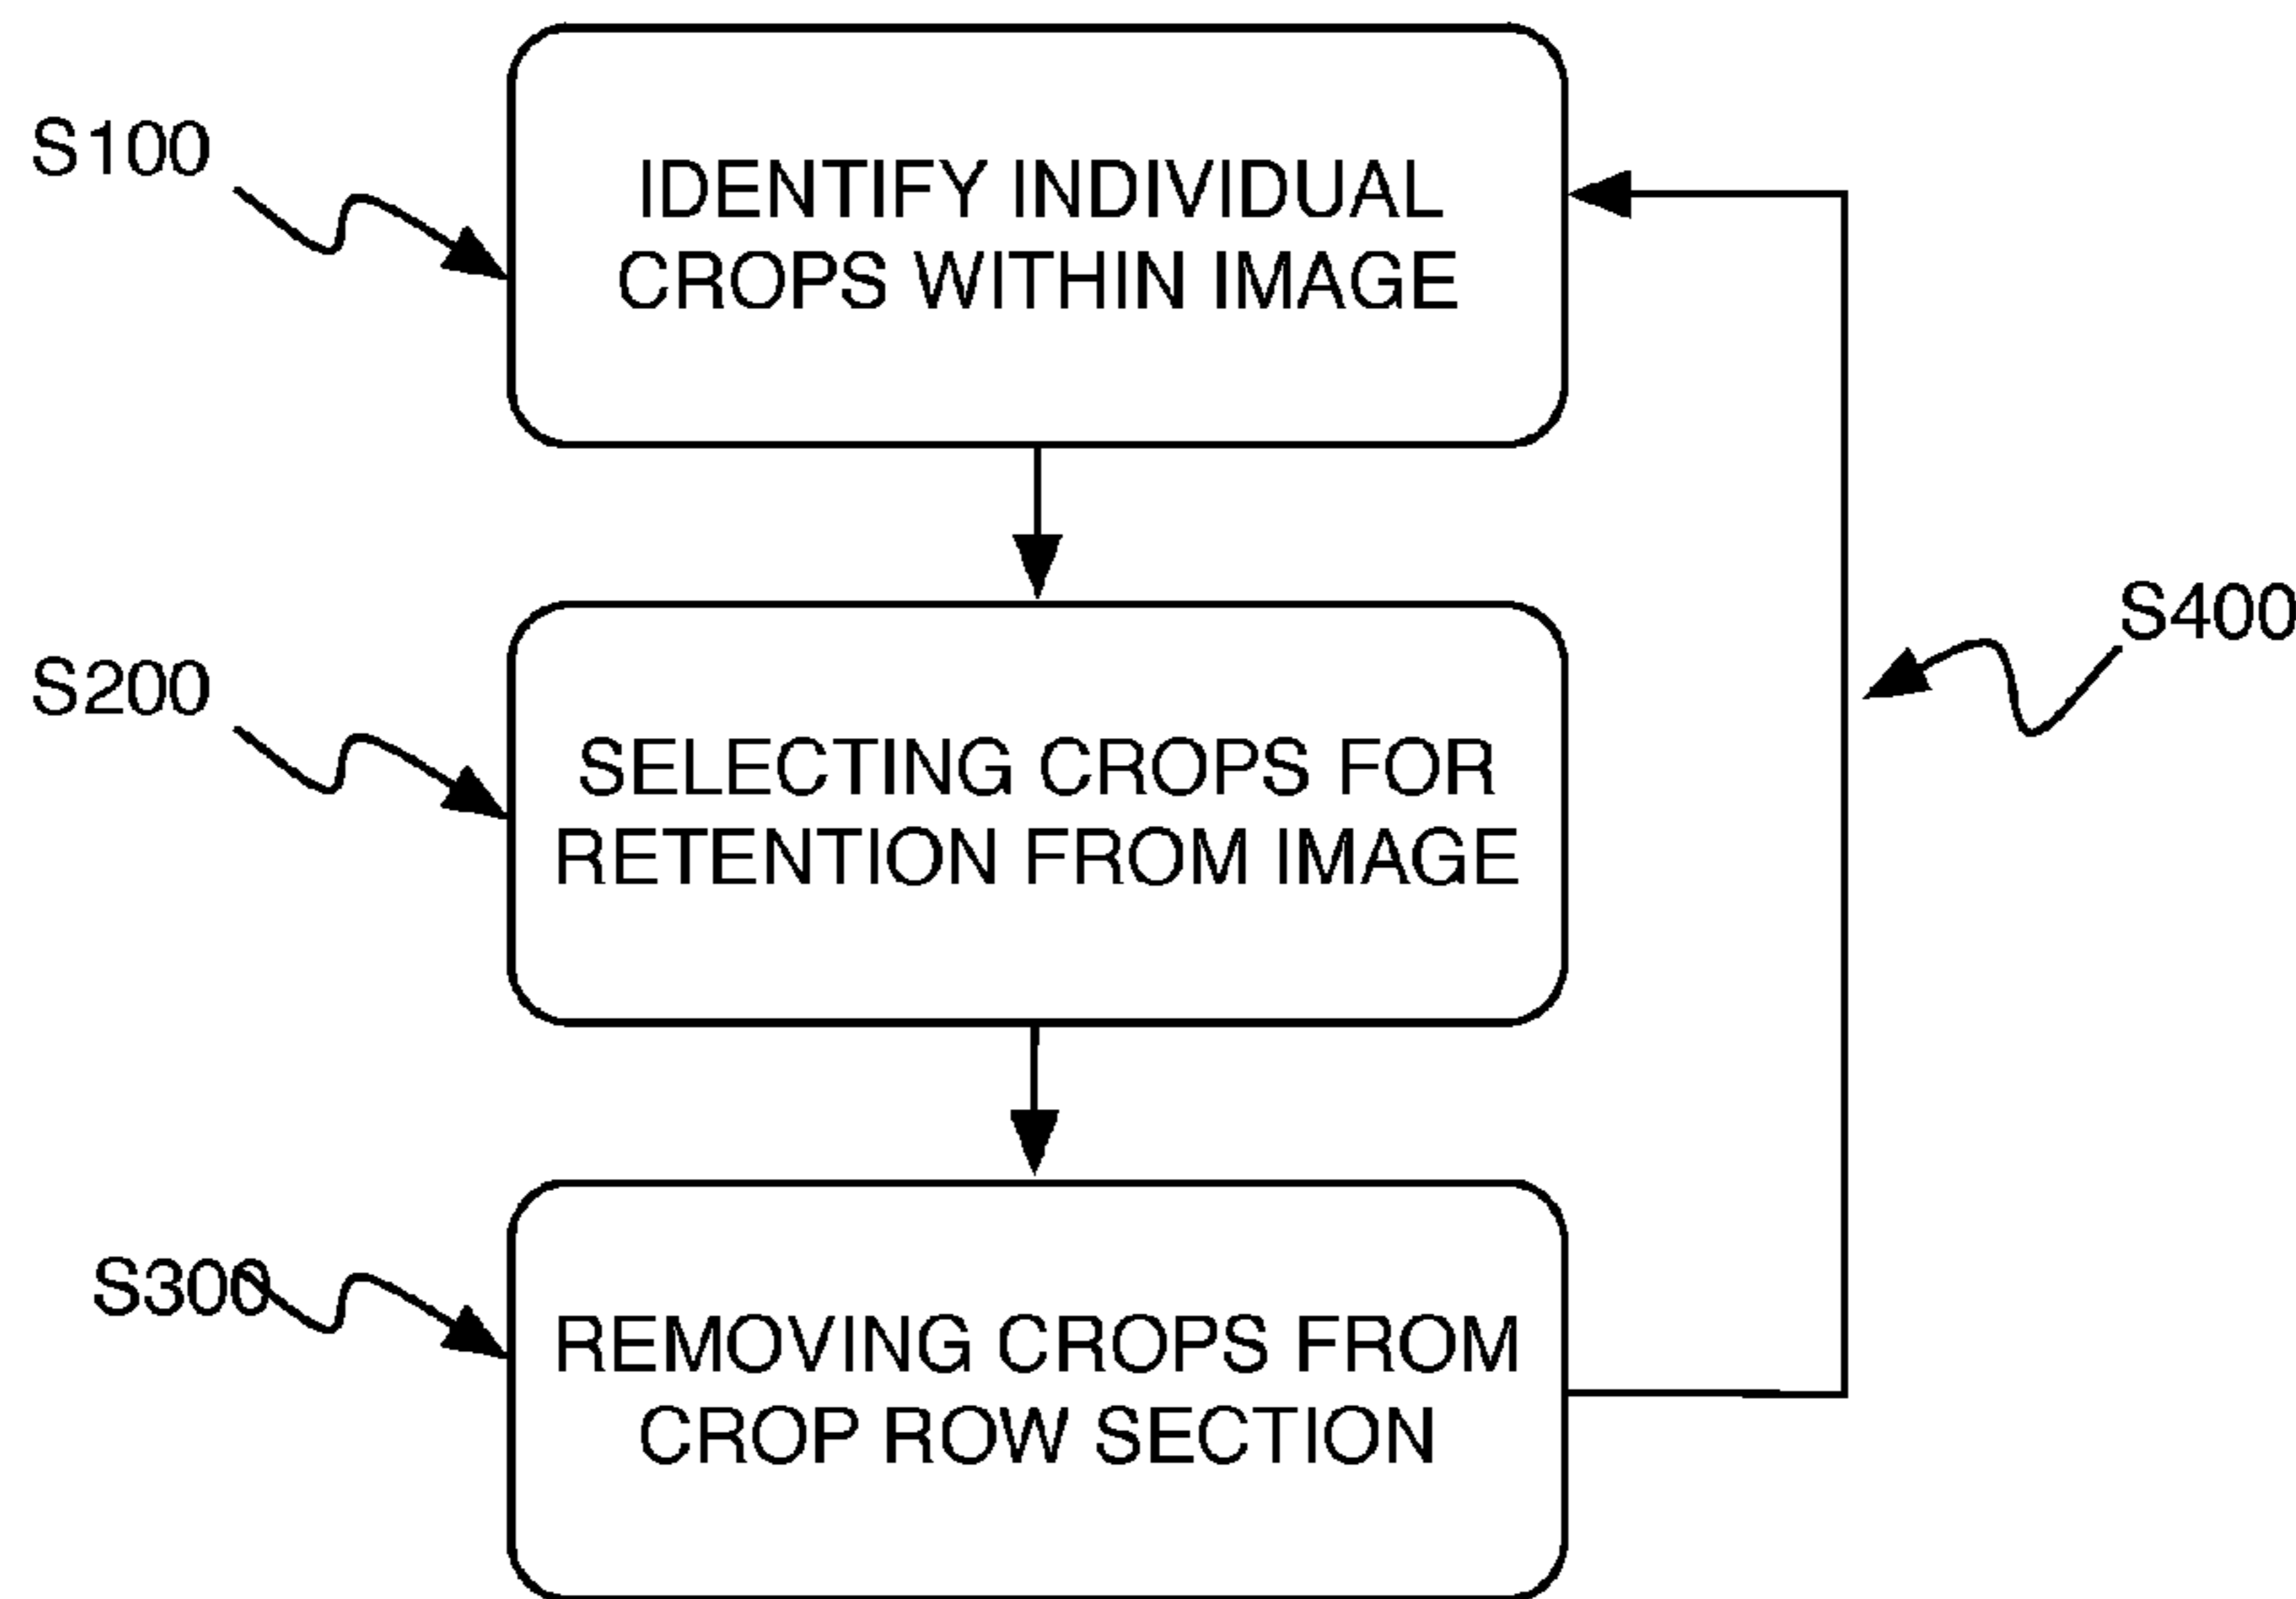 S100
IDENTIFY INDIVIDUAL
CROPS WITHIN IMAGE
S200
SELECTING CROPS FOR
RETENTION FROM IMAGE
S400
S300
REMOVING CROPS FROM
CROP ROW SECTION